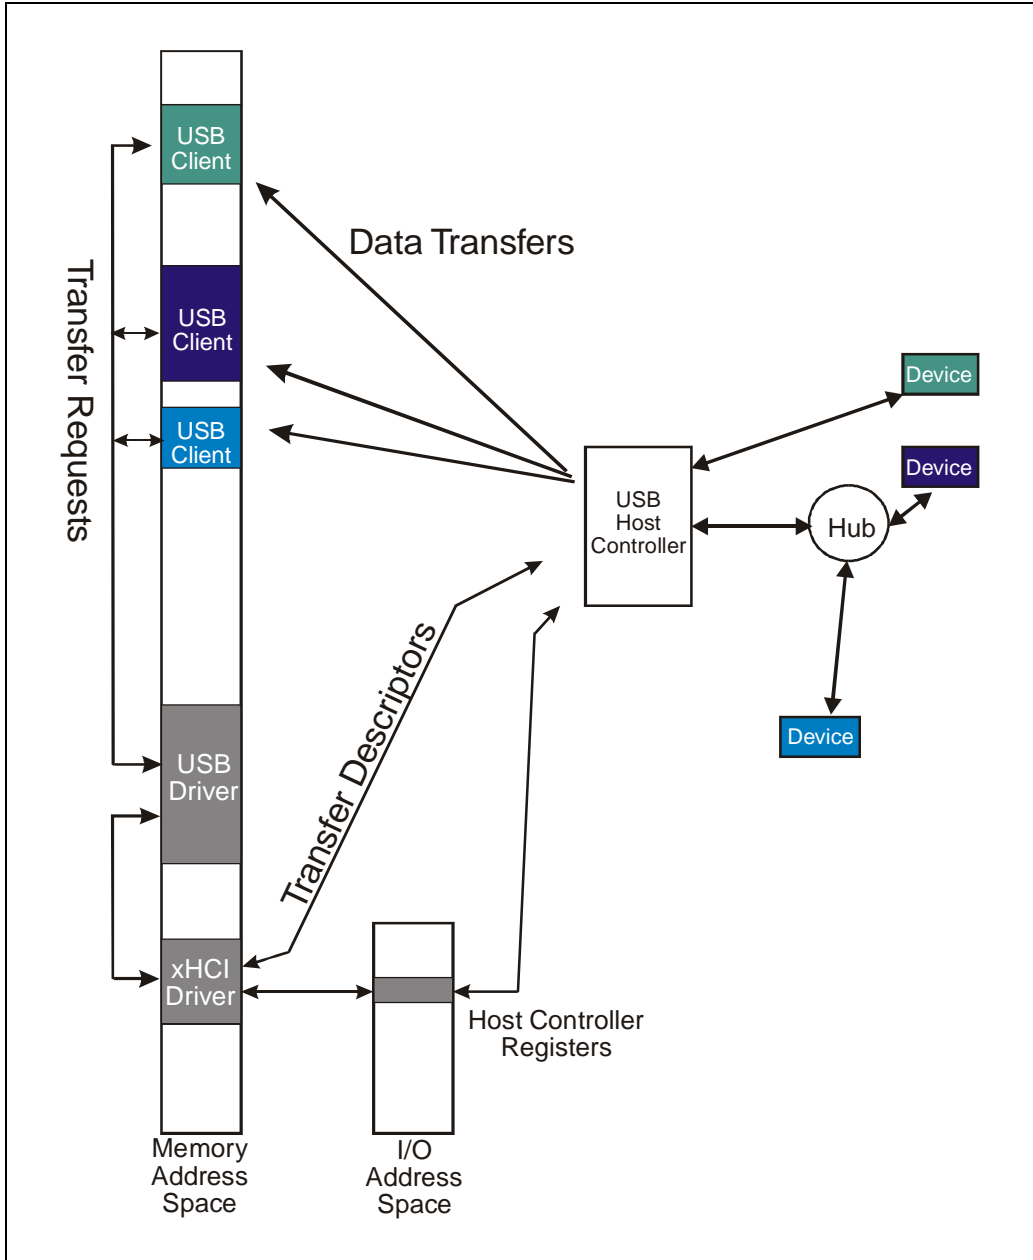 USB
Client
Data Transfers
Transfer Requests
USB
Client
Device
USB
Client
Device
USB
Host
Controller
Hub
Transfer Descriptors
Device
USB
Driver
xHCI
Driver
Host Controller
Registers
Memory
Address
Space
I/O
Address
Space